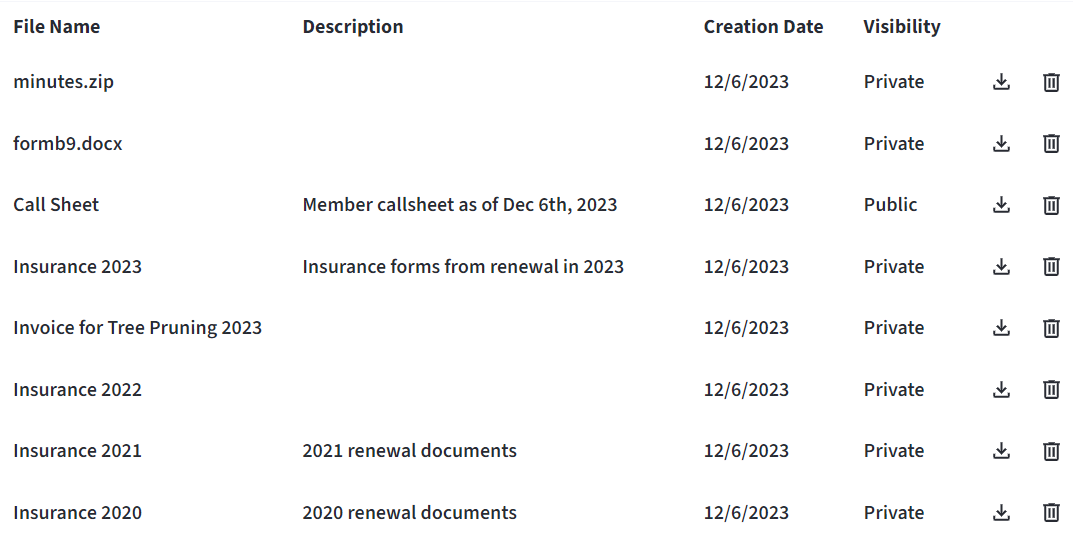 File Name Description Creation Date Visibility
minutes.zip 12/6/2023 Private
formb9.docx 12/6/2023 Private
Call Sheet Member callsheet as of Dec 6th, 2023 12/6/2023 Public
Insurance 2023 Insurance forms from renewal in 2023 12/6/2023 Private
Invoice for Tree Pruning 2023 12/6/2023 Private
Insurance 2022 12/6/2023 Private
Insurance 2021 2021 renewal documents 12/6/2023 Private
Insurance 2020 2020 renewal documents 12/6/2023 Private